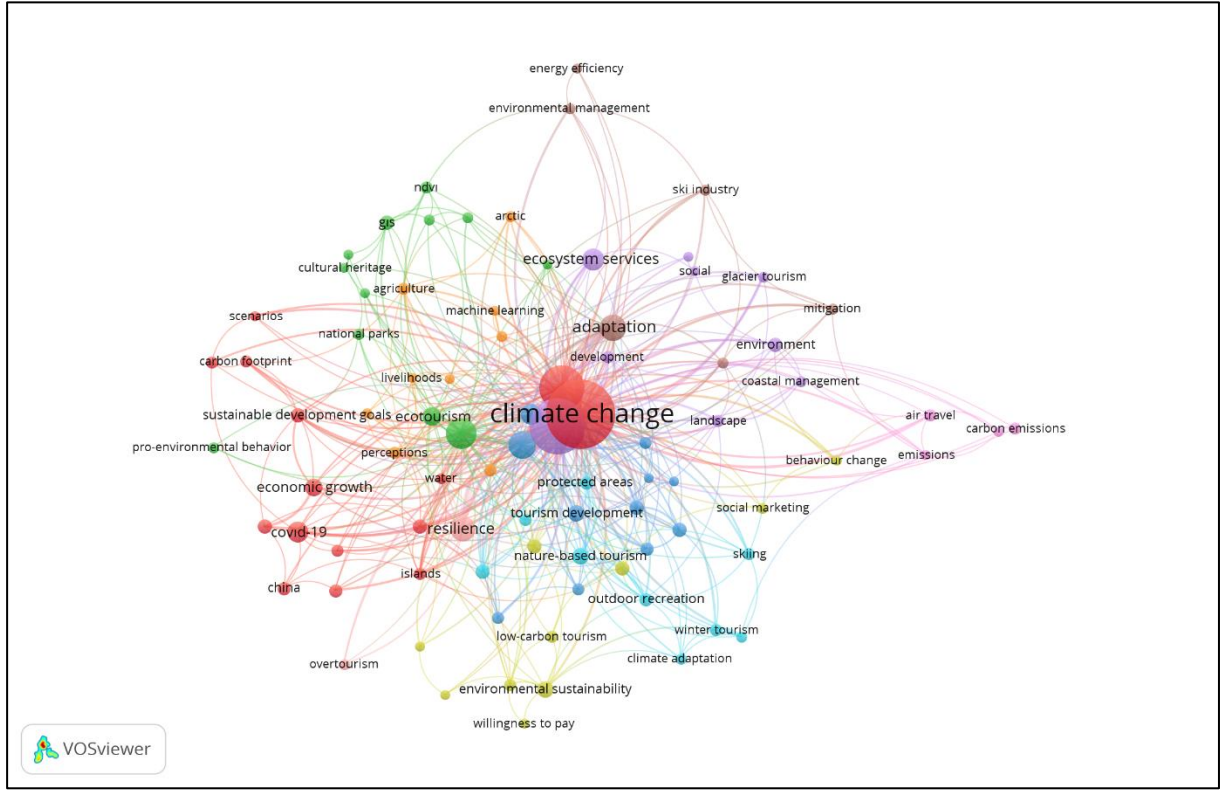 energy efficiency
environmental management
ndvi
ski industry
arctic
gis
ecosystem services
cultural heritage
social
glacier tourism
agriculture
machine learning
mitigation
scenarios
adaptation
national parks
environment
development
carbon footprint
livelihoods
coastal management
sustainable development goals
ecotourism
climate change
air travel
landscape
carbon emissions
pro-environmental behavior
perceptions
emissions
behaviour change
water
protected areas
economic growth
social marketing
tourism development
covid-19
resilience
nature-based tourism
skiing
islands
china
outdoor recreation
winter tourism
low-carbon tourism
climate adaptation
overtourism
environmental sustainability
willingness to pay
VOSviewer